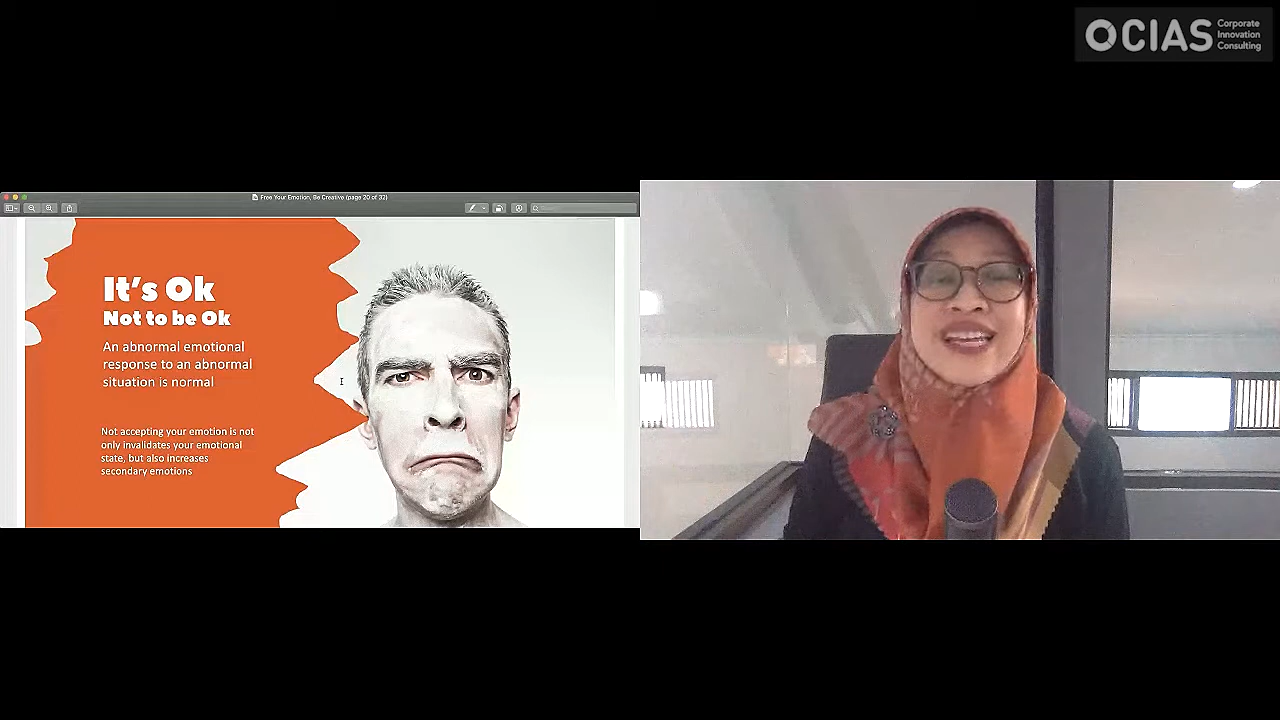 CIAS
Corporate
Innovation
Consulting
Free Your Emotion, Be Creative (page 20 of 32)
It's Ok
Not to be Ok
An abnormal emotional
response to an abnormal
situation is normal
Not accepting your emotion is not
only invalidates your emotional
state, but also increases
secondary emotions